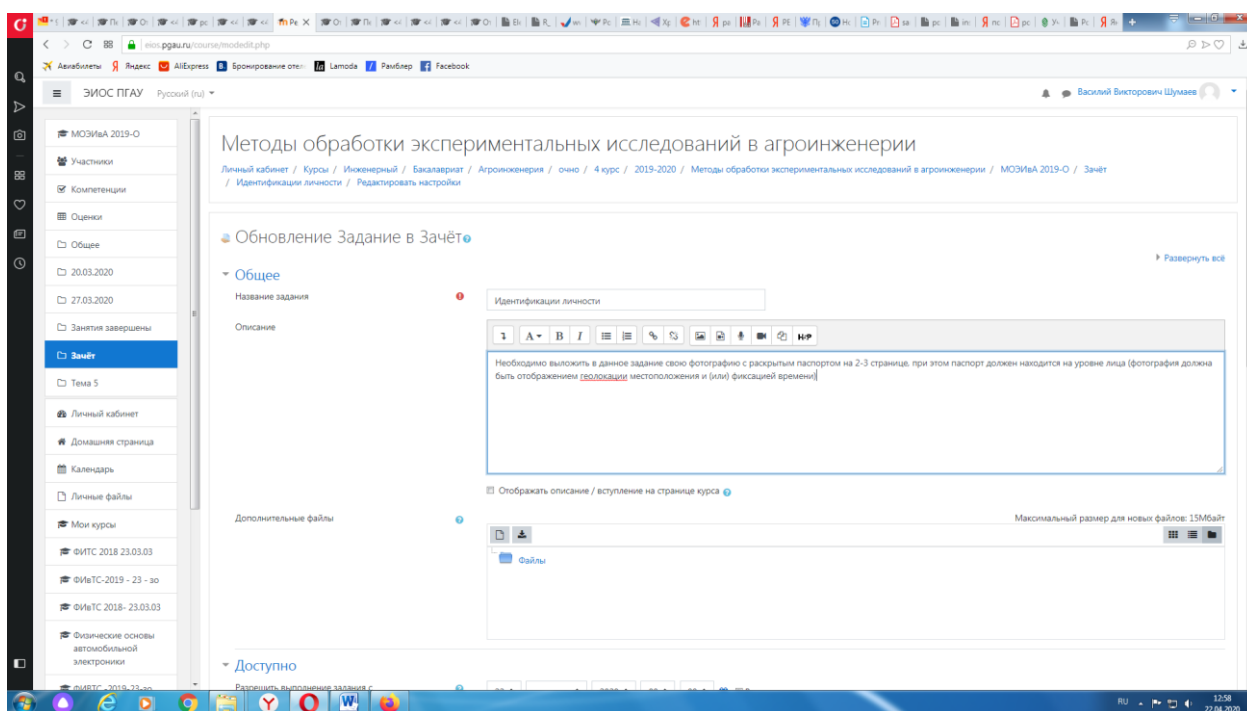 eios.pgau.ru/course/modedit.php
Авиабилеты Яндекс AliExpress Бронирование отел Lamoda Рамблер Facebook
ЭИОС ПГАУ Русский (ru)
Василий Викторович Шумаев
МОЭИвА 2019-О
Участники
Компетенции
Оценки
Общее
20.03.2020
27.03.2020
Занятия завершены
Зачёт
Тема 5
Личный кабинет
Домашняя страница
Календарь
Личные файлы
Мои курсы
ФИТС 2018 23.03.03
ФИвТС-2019 - 23 - зо
ФИвТС 2018- 23.03.03
Физические основы
автомобильной
электроники
ФИВТС -2019-23-зо
Методы обработки экспериментальных исследований в агроинженерии
Личный кабинет / Курсы / Инженерный / Бакалавриат / Агроинженерия / очно / 4 курс / 2019-2020 / Методы обработки экспериментальных исследований в агроинженерии / МОЭИвА 2019-О / Зачёт
/ Идентификации личности / Редактировать настройки
Обновление Задание в Зачёт
Развернуть всё
Общее
Название задания
Идентификации личности
Описание
Необходимо выложить в данное задание свою фотографию с раскрытым паспортом на 2-3 странице, при этом паспорт должен находится на уровне лица (фотография должна
быть отображением геолокации местоположения и (или) фиксацией времени)
Отображать описание / вступление на странице курса
Дополнительные файлы
Максимальный размер для новых файлов: 15Мбайт
Файлы
Доступно
Разрешить выполнение задания с
RU
12:58
22.04.2020